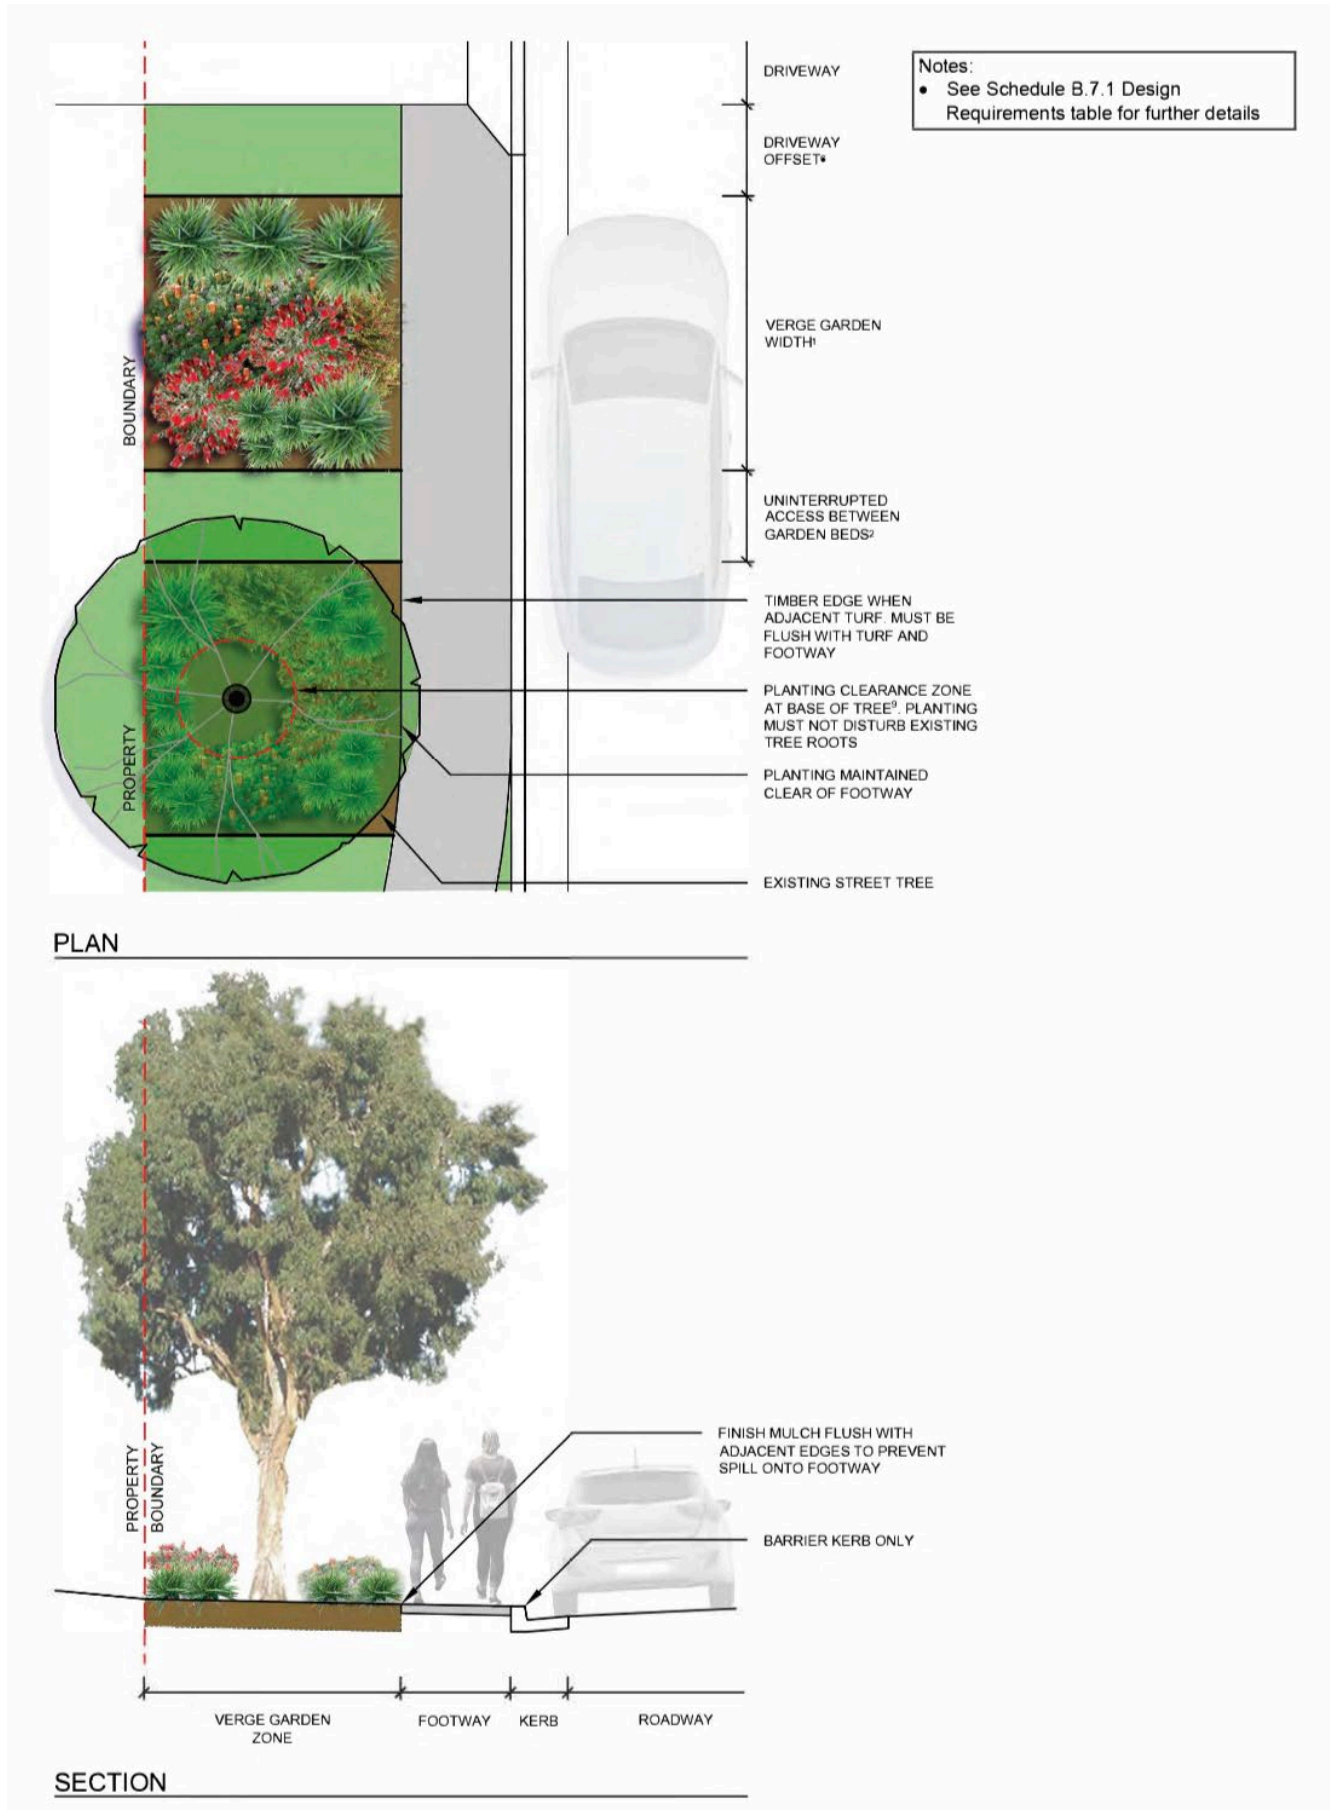 DRIVEWAY
Notes:
• See Schedule B.7.1 Design
Requirements table for further details
DRIVEWAY
OFFSET⁶
VERGE GARDEN
WIDTH¹
BOUNDARY
UNINTERRUPTED
ACCESS BETWEEN
GARDEN BEDS²
TIMBER EDGE WHEN
ADJACENT TURF. MUST BE
FLUSH WITH TURF AND
FOOTWAY
PLANTING CLEARANCE ZONE
AT BASE OF TREE⁹. PLANTING
MUST NOT DISTURB EXISTING
TREE ROOTS
PROPERTY
PLANTING MAINTAINED
CLEAR OF FOOTWAY
EXISTING STREET TREE
PLAN
FINISH MULCH FLUSH WITH
ADJACENT EDGES TO PREVENT
SPILL ONTO FOOTWAY
PROPERTY
BOUNDARY
BARRIER KERB ONLY
VERGE GARDEN
ZONE
FOOTWAY
KERB
ROADWAY
SECTION